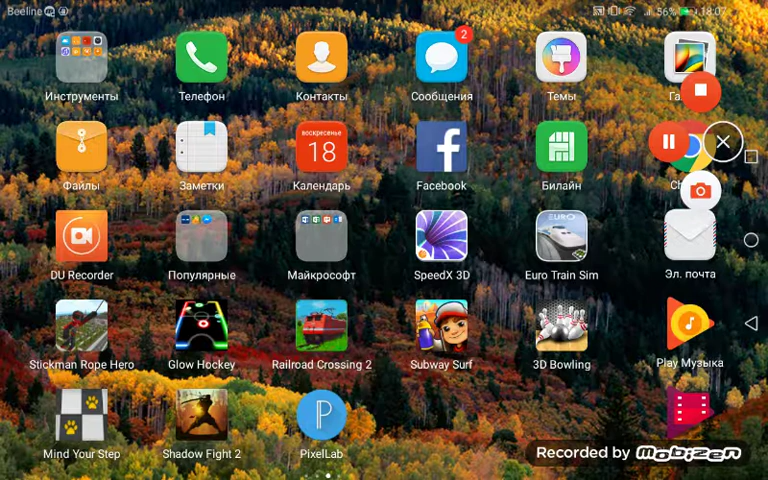 Beeline
56% 18:07
Инструменты
Телефон
Контакты
2
Сообщения
Темы
воскресенье
18
Файлы
Заметки
Календарь
Facebook
Билайн
DU Recorder
Популярные
Майкрософт
SpeedX 3D
EURO
Euro Train Sim
Эл. почта
Stickman Rope Hero
Glow Hockey
Railroad Crossing 2
Subway Surf
3D Bowling
Play Музыка
Mind Your Step
Shadow Fight 2
PixelLab
Recorded by mobizen